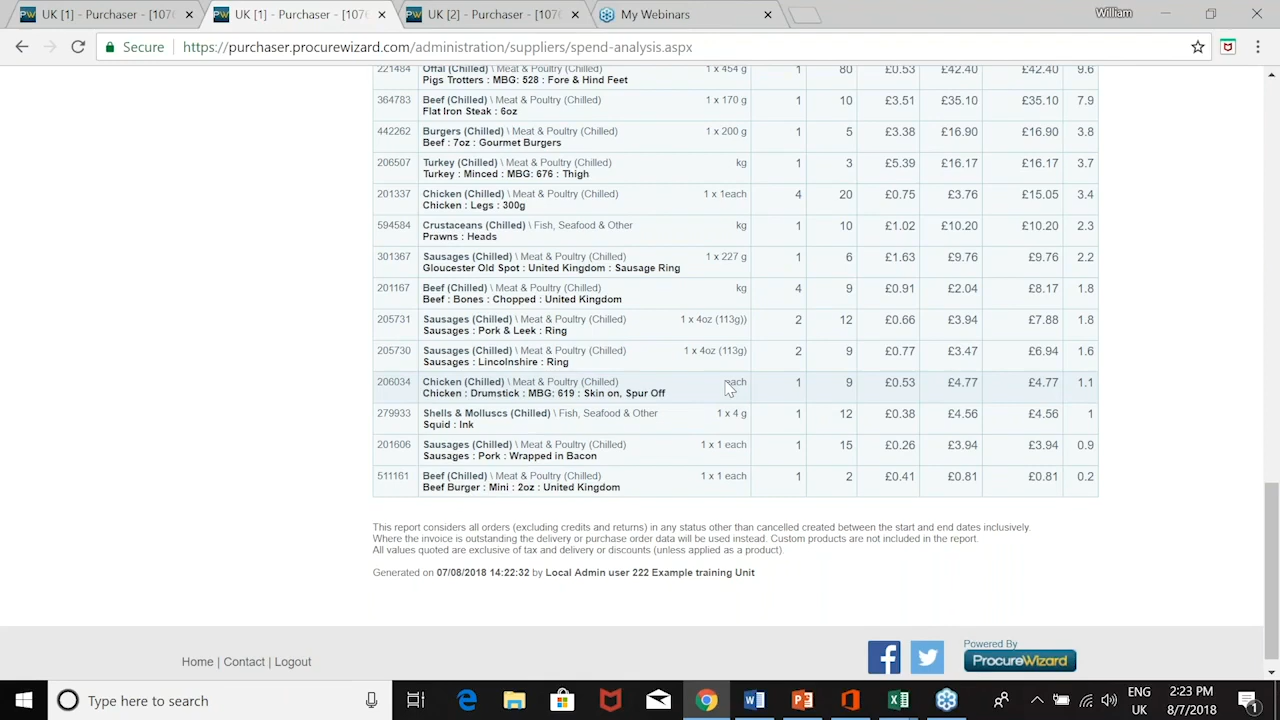 UK [1] - Purchaser - [107
UK [1] - Purchaser - [1076
UK [2] - Purchaser - [1076
My Webinars
William
Secure
https://purchaser.procurewizard.com/administration/suppliers/spend-analysis.aspx
221484 Offal (Chilled) \ Meat & Poultry (Chilled) 1 x 454 g 1 80 £0.53 £42.40 £42.40 9.6
Pigs Trotters : MBG: 528 : Fore & Hind Feet
364783 Beef (Chilled) \ Meat & Poultry (Chilled) 1 x 170 g 1 10 £3.51 £35.10 £35.10 7.9
Flat Iron Steak : 6oz
442262 Burgers (Chilled) \ Meat & Poultry (Chilled) 1 x 200 g 1 5 £3.38 £16.90 £16.90 3.8
Beef : 7oz : Gourmet Burgers
206507 Turkey (Chilled) \ Meat & Poultry (Chilled) kg 1 3 £5.39 £16.17 £16.17 3.7
Turkey : Minced : MBG: 676 : Thigh
201337 Chicken (Chilled) \ Meat & Poultry (Chilled) 1 x 1each 4 20 £0.75 £3.76 £15.05 3.4
Chicken : Legs : 300g
594584 Crustaceans (Chilled) \ Fish, Seafood & Other kg 1 10 £1.02 £10.20 £10.20 2.3
Prawns : Heads
301367 Sausages (Chilled) \ Meat & Poultry (Chilled) 1 x 227 g 1 6 £1.63 £9.76 £9.76 2.2
Gloucester Old Spot : United Kingdom : Sausage Ring
201167 Beef (Chilled) \ Meat & Poultry (Chilled) kg 4 9 £0.91 £2.04 £8.17 1.8
Beef : Bones : Chopped : United Kingdom
205731 Sausages (Chilled) \ Meat & Poultry (Chilled) 1 x 4oz (113g)) 2 12 £0.66 £3.94 £7.88 1.8
Sausages : Pork & Leek : Ring
205730 Sausages (Chilled) \ Meat & Poultry (Chilled) 1 x 4oz (113g) 2 9 £0.77 £3.47 £6.94 1.6
Sausages : Lincolnshire : Ring
206034 Chicken (Chilled) \ Meat & Poultry (Chilled) each 1 9 £0.53 £4.77 £4.77 1.1
Chicken : Drumstick : MBG: 619 : Skin on, Spur Off
279933 Shells & Molluscs (Chilled) \ Fish, Seafood & Other 1 x 4 g 1 12 £0.38 £4.56 £4.56 1
Squid : Ink
201606 Sausages (Chilled) \ Meat & Poultry (Chilled) 1 x 1 each 1 15 £0.26 £3.94 £3.94 0.9
Sausages : Pork : Wrapped in Bacon
511161 Beef (Chilled) \ Meat & Poultry (Chilled) 1 x 1 each 1 2 £0.41 £0.81 £0.81 0.2
Beef Burger : Mini : 2oz : United Kingdom
This report considers all orders (excluding credits and returns) in any status other than cancelled created between the start and end dates inclusively.
Where the invoice is outstanding the delivery or purchase order data will be used instead. Custom products are not included in the report.
All values quoted are exclusive of tax and delivery or discounts (unless applied as a product).
Generated on 07/08/2018 14:22:32 by Local Admin user 222 Example training Unit
Home | Contact | Logout
Powered By
ProcureWizard
Type here to search
ENG
UK
2:23 PM
8/7/2018
1